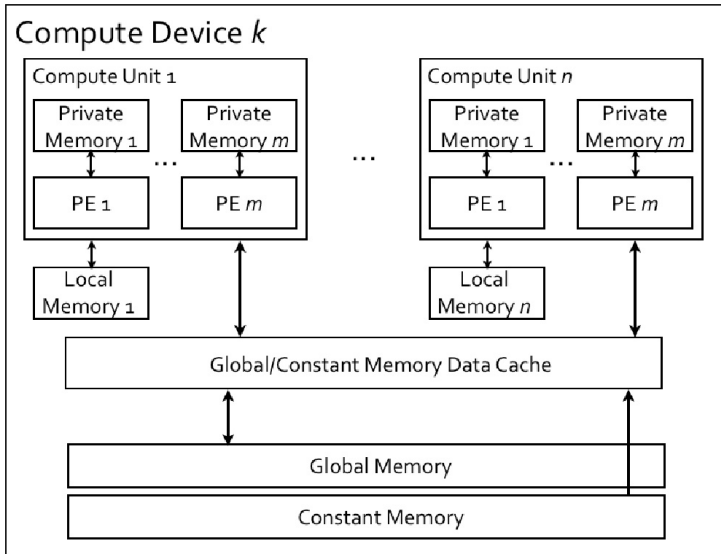 Compute Device k
Compute Unit 1
Private
Memory 1
Private
Memory m
...
PE 1
PE m
Local
Memory 1
...
Compute Unit n
Private
Memory 1
Private
Memory m
...
PE 1
PE m
Local
Memory n
Global/Constant Memory Data Cache
Global Memory
Constant Memory